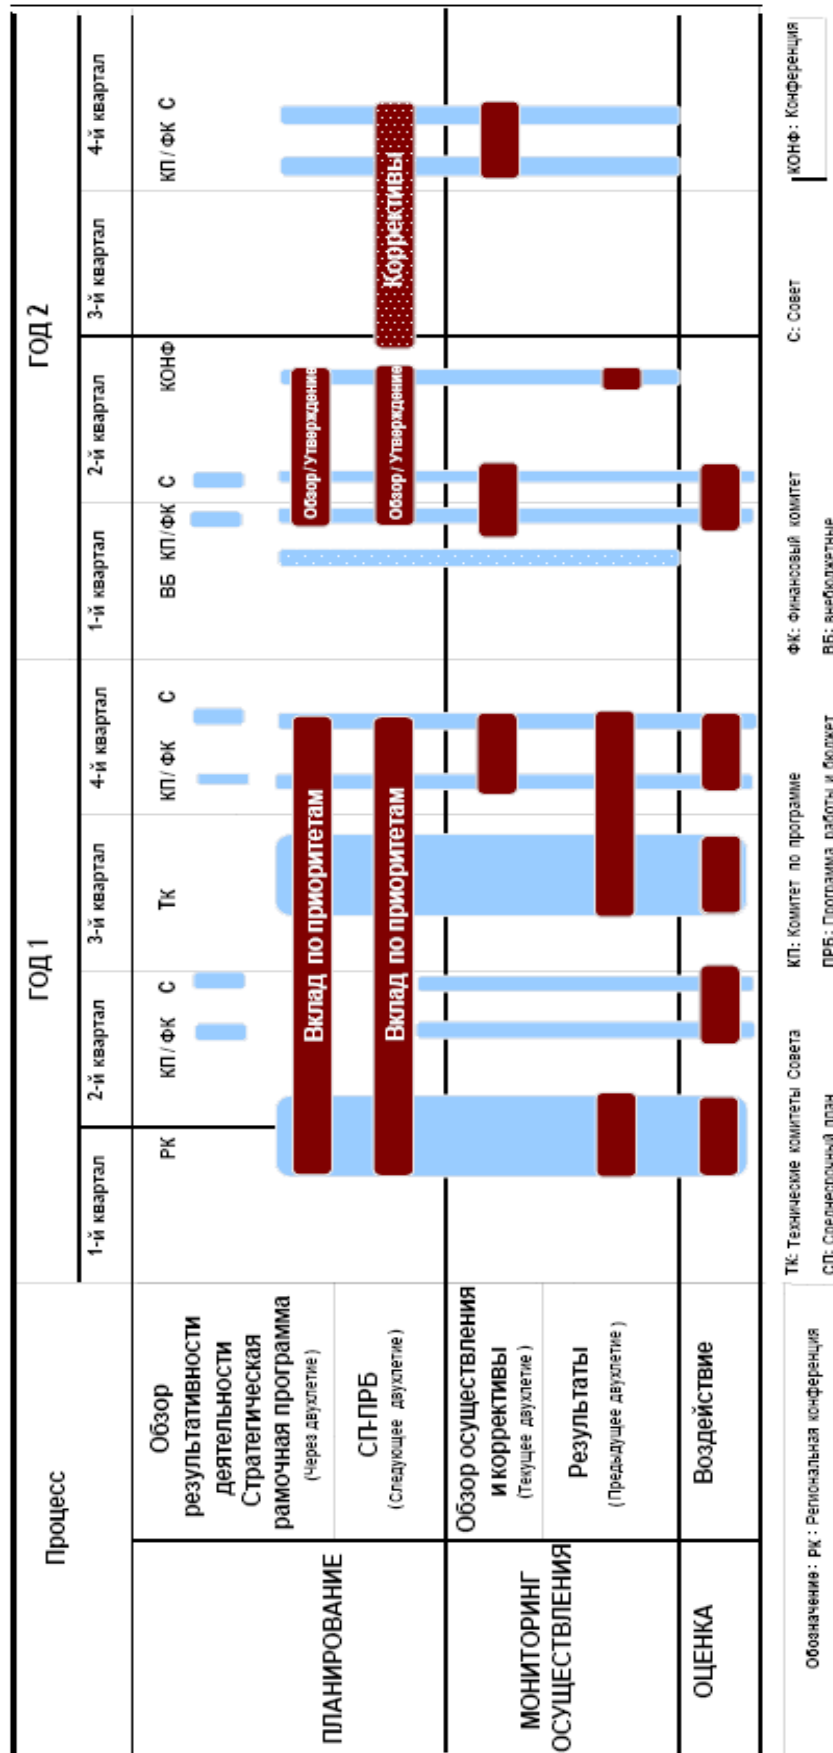 Процесс
ГОД 1
ГОД 2
1-й квартал
2-й квартал
3-й квартал
4-й квартал
1-й квартал
2-й квартал
3-й квартал
4-й квартал
РК
КП/ФК
С
ТК
КП/ФК
С
ВБ
КП/ФК
С
КОНФ
КП/ФК
С
ПЛАНИРОВАНИЕ
Обзор
результативности
деятельности
Стратегическая
рамочная программа
(Через двухлетие)
Вклад по приоритетам
Обзор/Утверждение
СП-ПРБ
(Следующее двухлетие)
Вклад по приоритетам
Обзор/Утверждение
Коррективы
МОНИТОРИНГ
ОСУЩЕСТВЛЕНИЯ
Обзор осуществления
и коррективы
(Текущее двухлетие)
Результаты
(Предыдущее двухлетие)
ОЦЕНКА
Воздействие
Обозначение: РК: Региональная конференция
ТК: Технические комитеты Совета
КП: Комитет по программе
ФК: Финансовый комитет
С: Совет
КОНФ: Конференция
СП: Среднесрочный план
ПРБ: Программа работы и бюджет
ВБ: внебюджетные